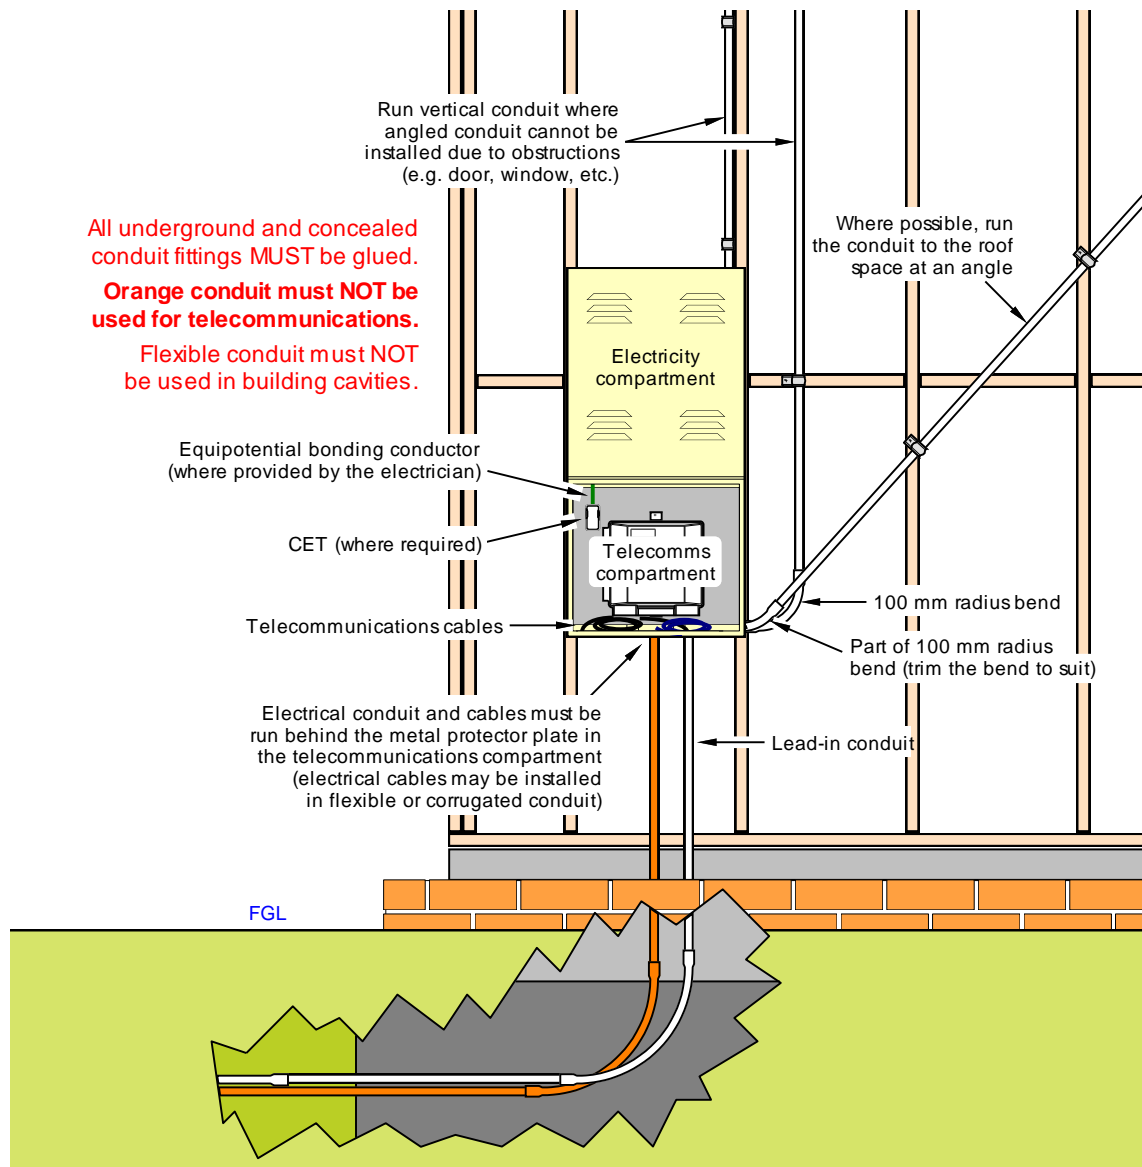 Run vertical conduit where
angled conduit cannot be
installed due to obstructions
(e.g. door, window, etc.)
All underground and concealed
conduit fittings MUST be glued.
Orange conduit must NOT be
used for telecommunications.
Flexible conduit must NOT
be used in building cavities.
Where possible, run
the conduit to the roof
space at an angle
Electricity
compartment
Equipotential bonding conductor
(where provided by the electrician)
CET (where required)
Telecomms
compartment
Telecommunications cables
100 mm radius bend
Part of 100 mm radius
bend (trim the bend to suit)
Electrical conduit and cables must be
run behind the metal protector plate in
the telecommunications compartment
(electrical cables may be installed
in flexible or corrugated conduit)
Lead-in conduit
FGL